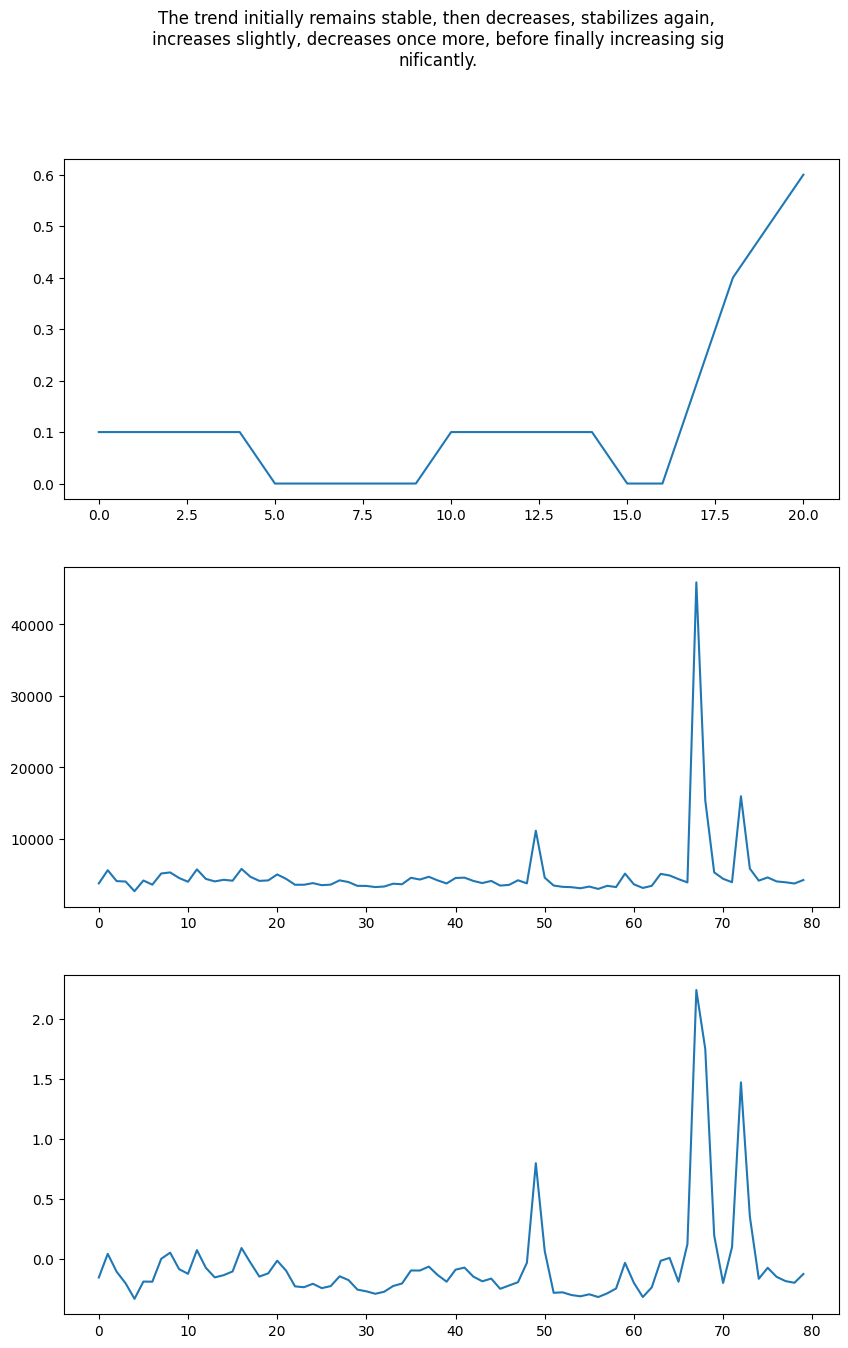 The trend initially remains stable, then decreases, stabilizes again,
increases slightly, decreases once more, before finally increasing sig
nificantly.
0.6
0.5
0.4
0.3
0.2
0.1
0.0
0.0 2.5 5.0 7.5 10.0 12.5 15.0 17.5 20.0
40000
30000
20000
10000
0 10 20 30 40 50 60 70 80
2.0
1.5
1.0
0.5
0.0
0 10 20 30 40 50 60 70 80